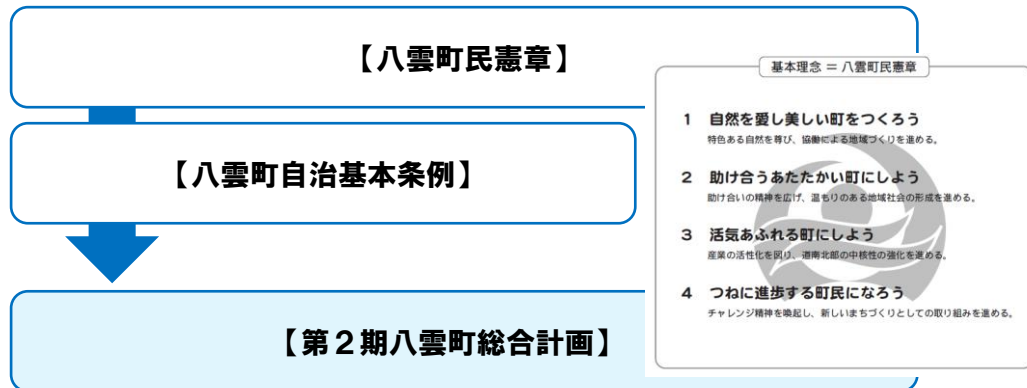 【八雲町民憲章】
【八雲町自治基本条例】
【第２期八雲町総合計画】
基本理念 ＝ 八雲町民憲章
1 自然を愛し美しい町をつくろう
特色ある自然を尊び、協働による地域づくりを進める。
2 助け合うあたたかい町にしよう
助け合いの精神を広げ、温もりのある地域社会の形成を進める。
3 活気あふれる町にしよう
産業の活性化を図り、道南北部の中核性の強化を進める。
4 つねに進歩する町民になろう
チャレンジ精神を喚起し、新しいまちづくりとしての取り組みを進める。